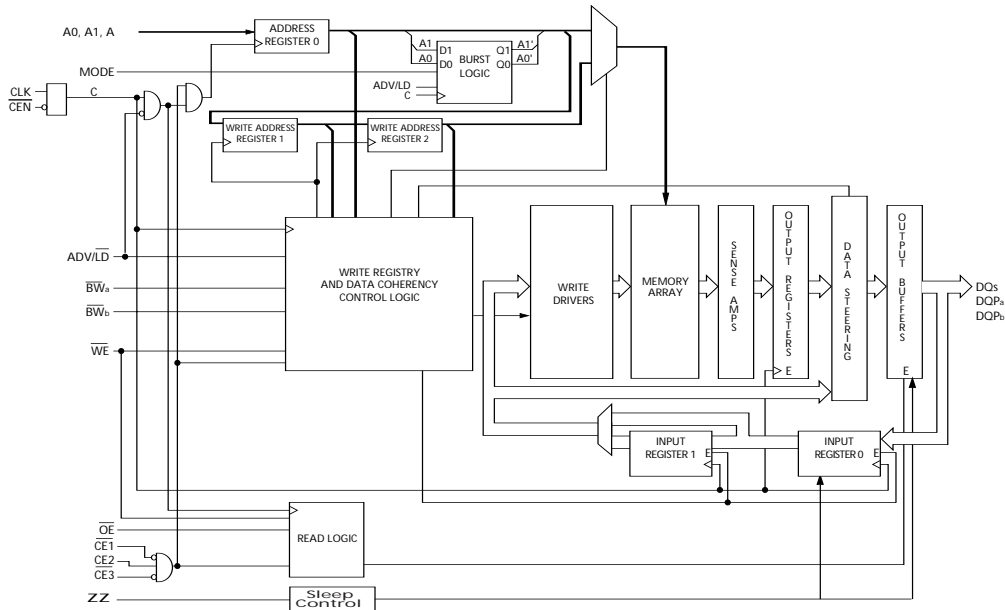 A0, A1, A
ADDRESS
REGISTER 0
A1
A0
D1
D0
BURST
LOGIC
Q1
Q0
A1'
A0'
MODE
ADV/LD
C
CLK
CEN
C
WRITE ADDRESS
REGISTER 1
WRITE ADDRESS
REGISTER 2
ADV/LD
BWa
BWb
WE
WRITE REGISTRY
AND DATA COHERENCY
CONTROL LOGIC
WRITE
DRIVERS
MEMORY
ARRAY
SENSE AMPS
OUTPUT REGISTERS
E
DATA STEERING
OUTPUT BUFFERS
E
DQs
DQPa
DQPb
INPUT
REGISTER 1
E
INPUT
REGISTER 0
E
OE
CE1
CE2
CE3
READ LOGIC
ZZ
Sleep
Control